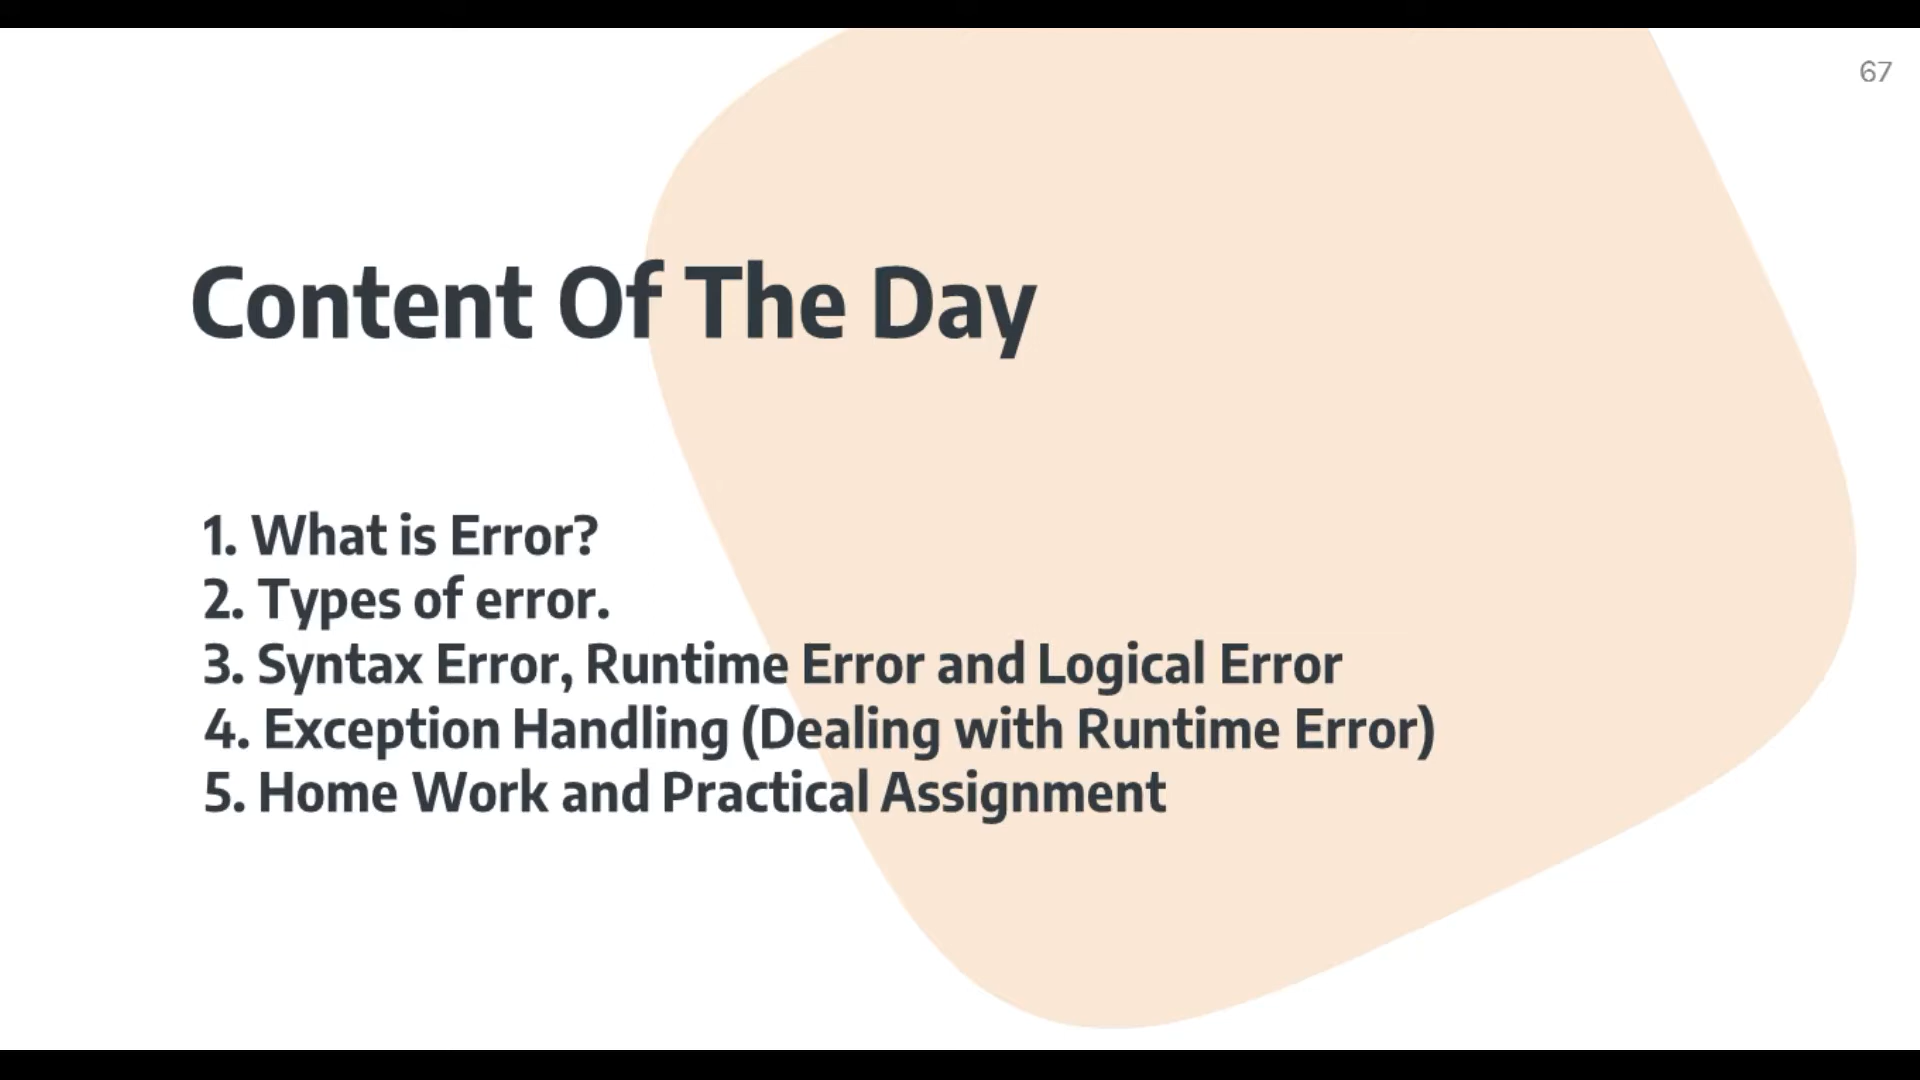 67
Content Of The Day
1. What is Error?
2. Types of error.
3. Syntax Error, Runtime Error and Logical Error
4. Exception Handling (Dealing with Runtime Error)
5. Home Work and Practical Assignment